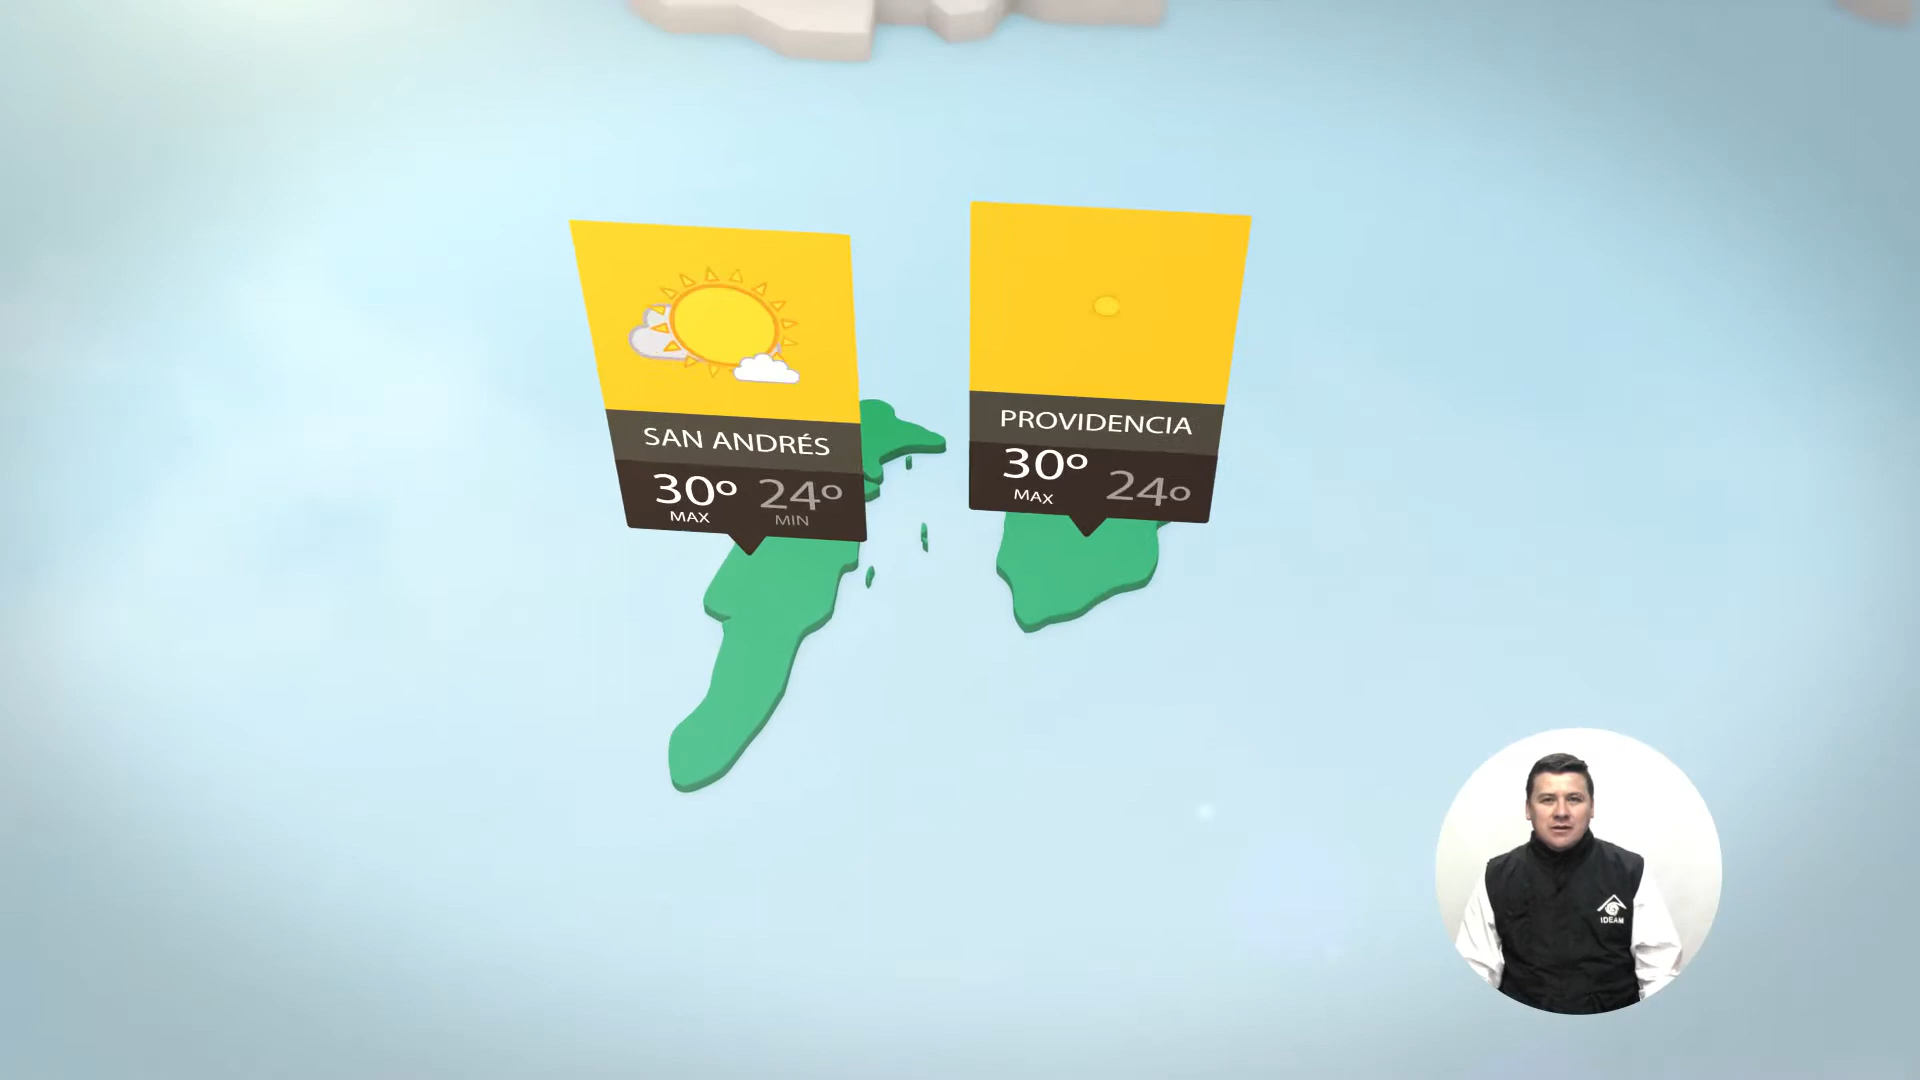 SAN ANDRÉS
30º 24º
MAX MIN
PROVIDENCIA
30º 24º
MAX
IDEAM